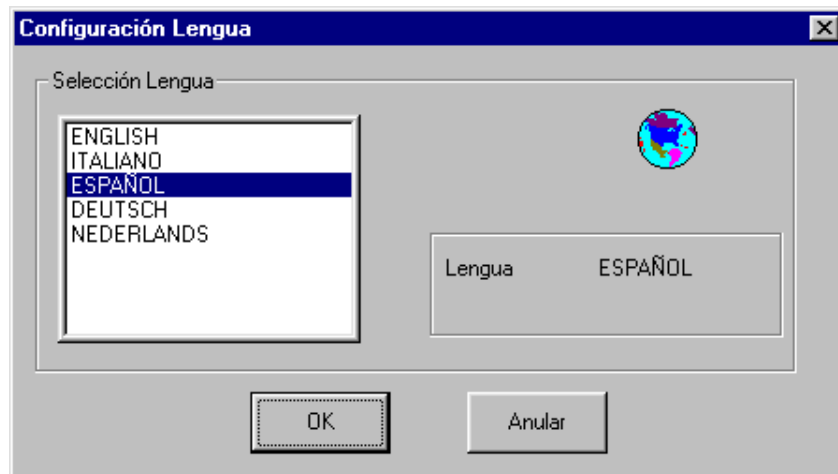 Configuración Lengua
Selección Lengua
ENGLISH
ITALIANO
ESPAÑOL
DEUTSCH
NEDERLANDS
Lengua ESPAÑOL
OK Anular